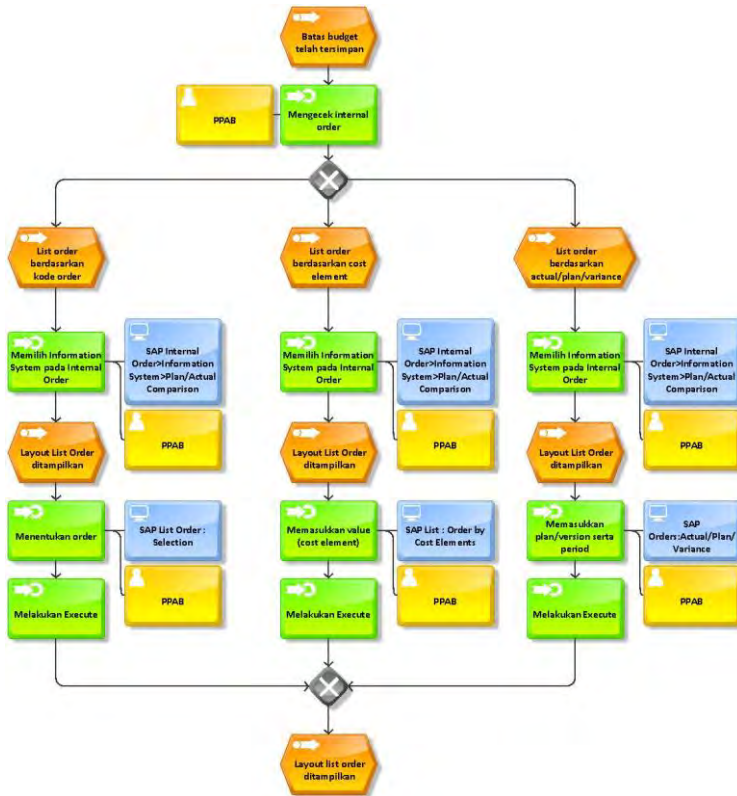 Batas budget
telah tersimpan
PPAB
Mengecek internal
order
List order
berdasarkan
kode order
List order
berdasarkan cost
element
List order
berdasarkan
actual/plan/variance
Memilih Information
System pada Internal
Order
SAP Internal
Order>Information
System>Plan/Actual
Comparison
Memilih Information
System pada Internal
Order
SAP Internal
Order>Information
System>Plan/Actual
Comparison
Memilih Information
System pada Internal
Order
SAP Internal
Order>Information
System>Plan/Actual
Comparison
PPAB
PPAB
PPAB
Layout List Order
ditampilkan
Layout List Order
ditampilkan
Layout List Order
ditampilkan
Menentukan order
SAP List Order :
Selection
Memasukkan value
(cost element)
SAP List : Order by
Cost Elements
Memasukkan
plan/version serta
period
SAP
Orders:Actual/Plan/
Variance
Melakukan Execute
PPAB
Melakukan Execute
PPAB
Melakukan Execute
PPAB
Layout list order
ditampilkan